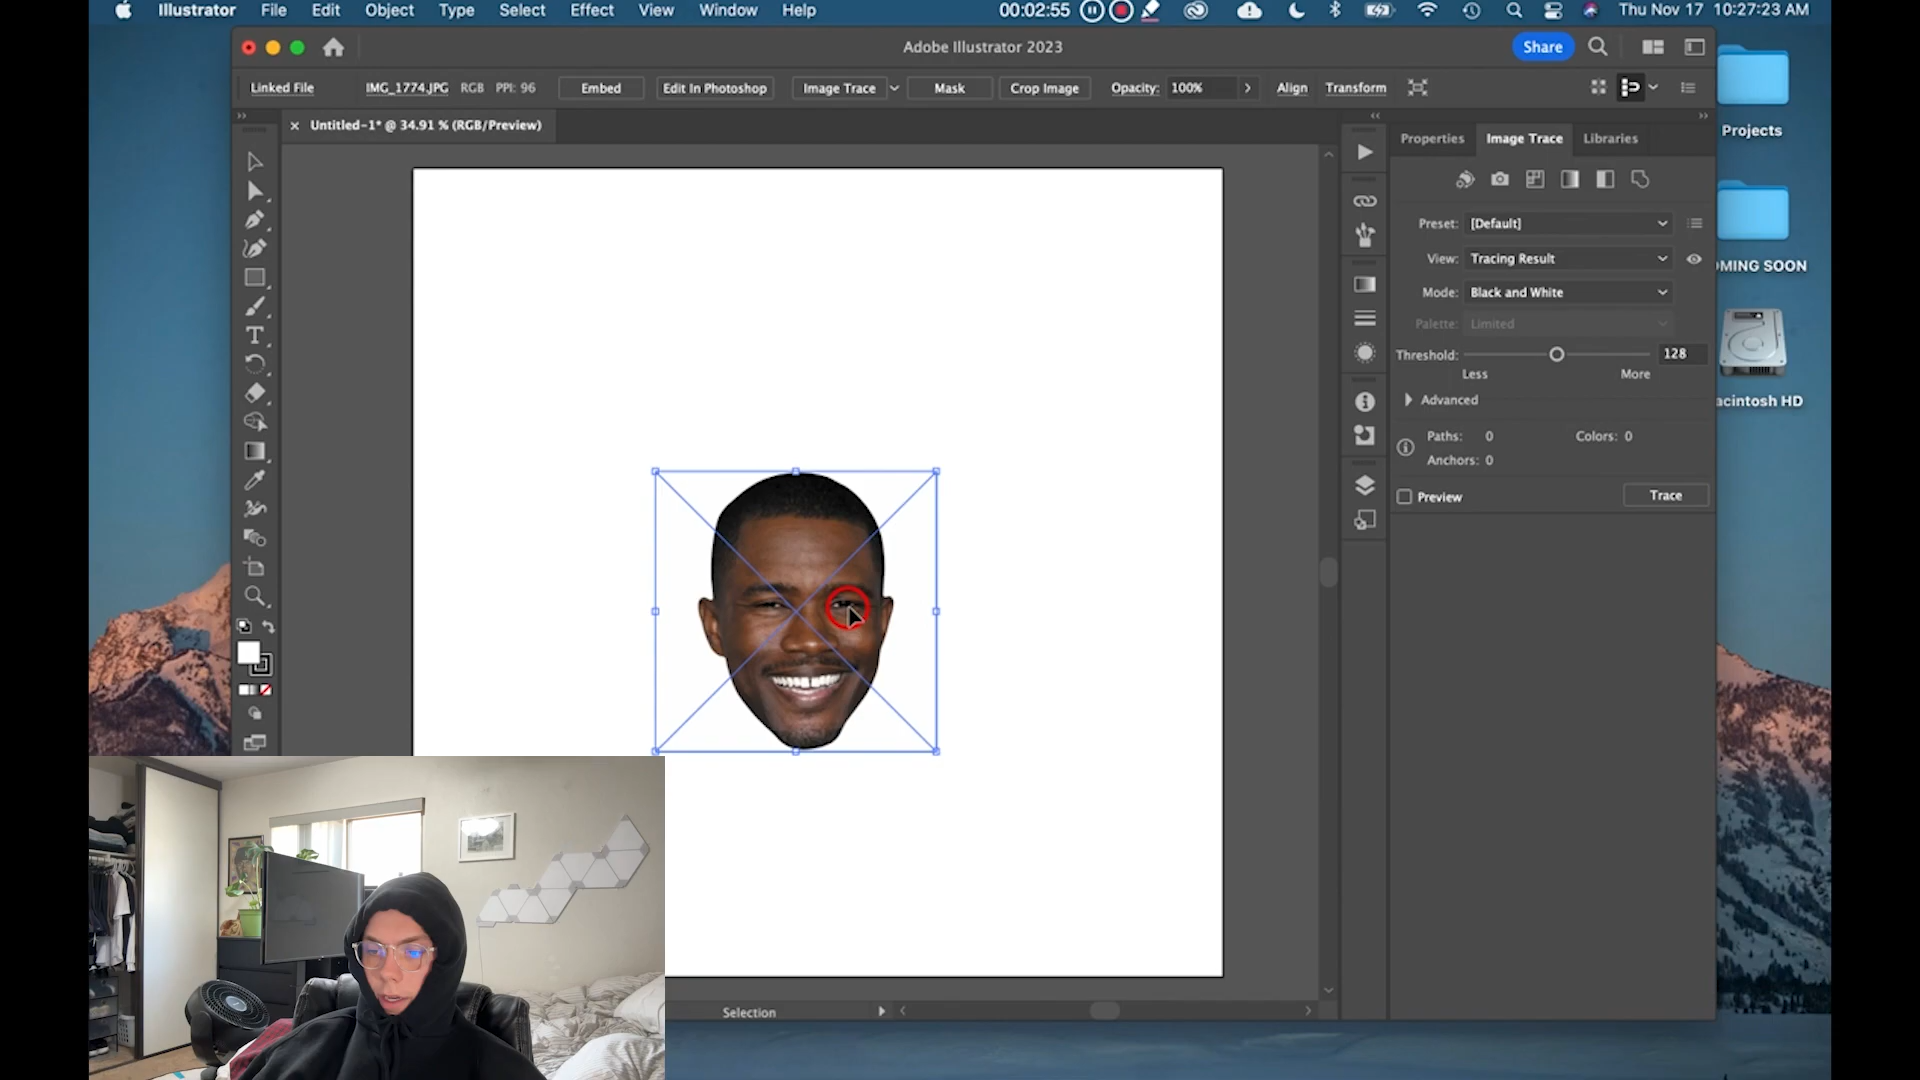 Illustrator File Edit Object Type Select Effect View Window Help 00:02:55 Thu Nov 17 10:27:23 AM
Adobe Illustrator 2023 Share
Linked File IMG_1774.JPG RGB PPI: 96 Embed Edit In Photoshop Image Trace Mask Crop Image Opacity: 100% Align Transform
× Untitled-1* @ 34.91 % (RGB/Preview)
Properties Image Trace Libraries
Preset: [Default]
View: Tracing Result
Mode: Black and White
Palette: Limited
Threshold: 128
Less More
Advanced
Paths: 0 Colors: 0
Anchors: 0
Preview Trace
Projects
OMING SOON
acintosh HD
Selection